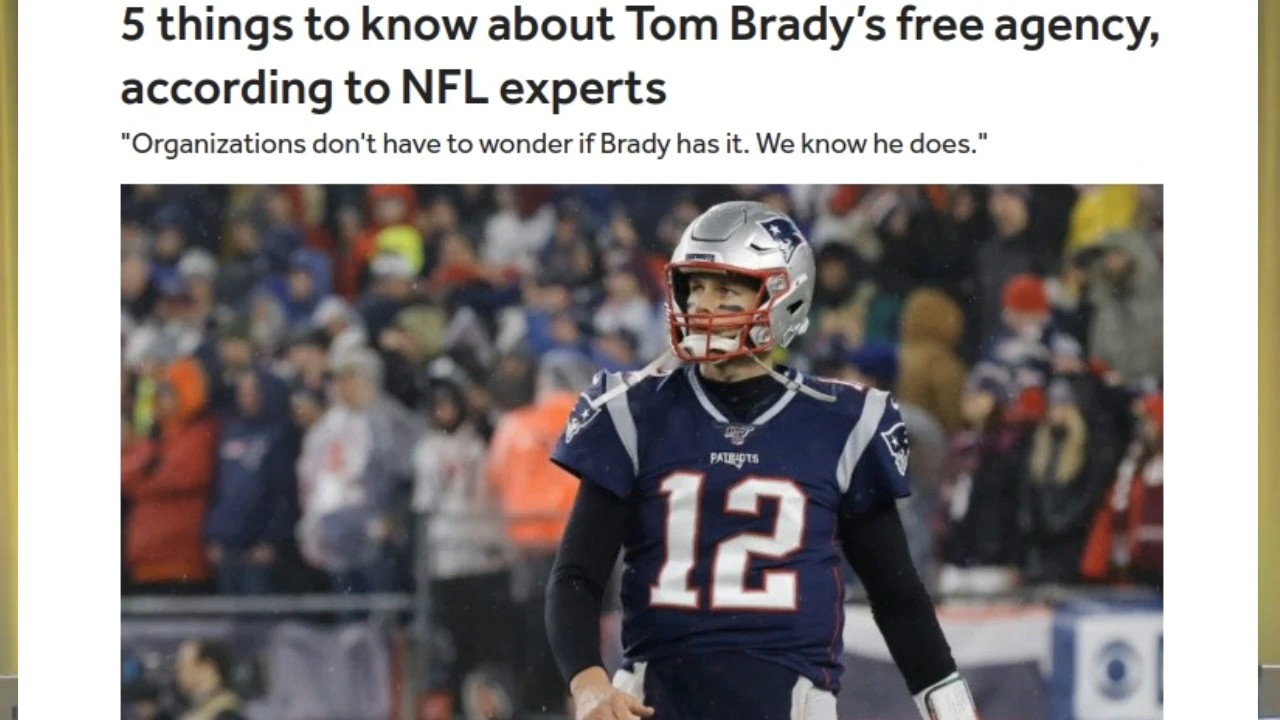 5 things to know about Tom Brady’s free agency,
according to NFL experts
"Organizations don't have to wonder if Brady has it. We know he does."
PATRIOTS
12